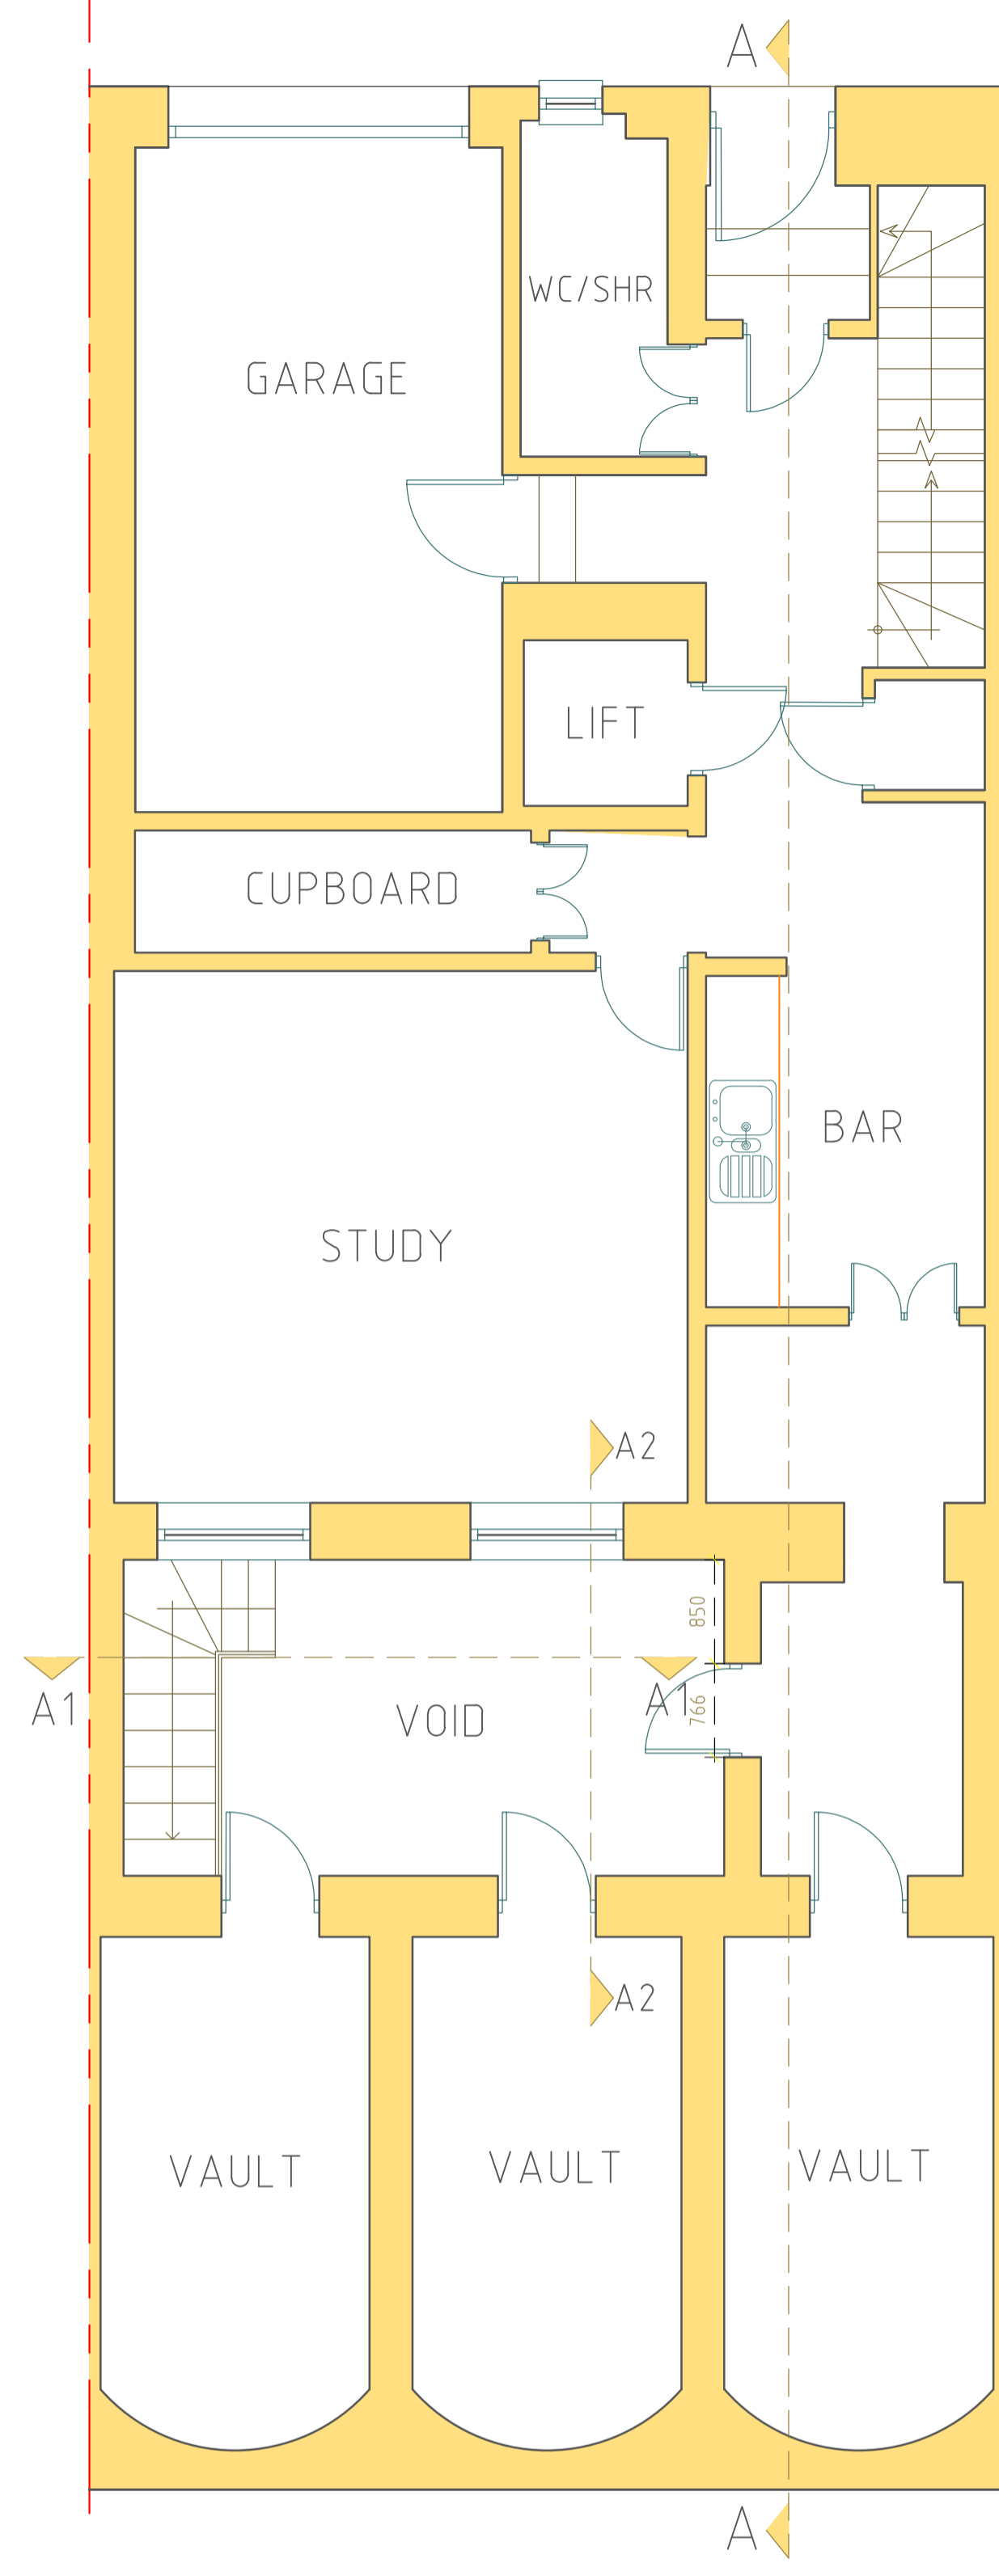 A
WC/SHR
GARAGE
LIFT
CUPBOARD
BAR
STUDY
A2
850
A1
A1
766
VOID
A2
VAULT
VAULT
VAULT
A